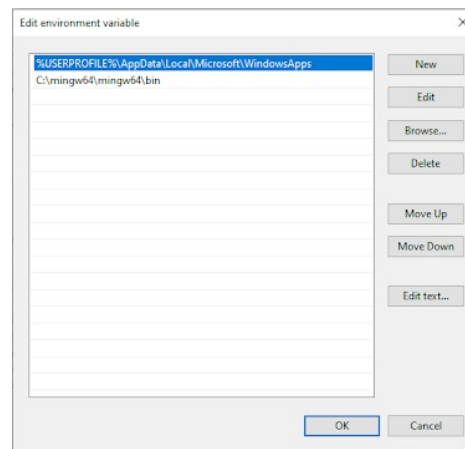 Edit environment variable
%USERPROFILE%\AppData\Local\Microsoft\WindowsApps
C:\mingw64\mingw64\bin
New
Edit
Browse...
Delete
Move Up
Move Down
Edit text...
OK
Cancel